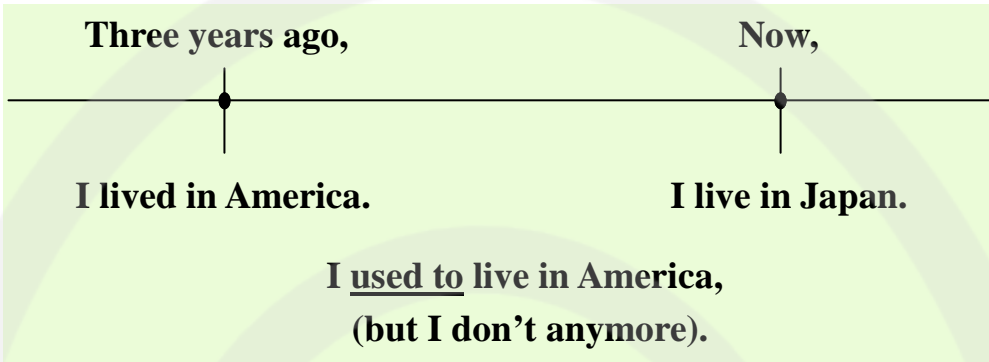 Three years ago, Now,
I lived in America. I live in Japan.
I used to live in America,
(but I don’t anymore).